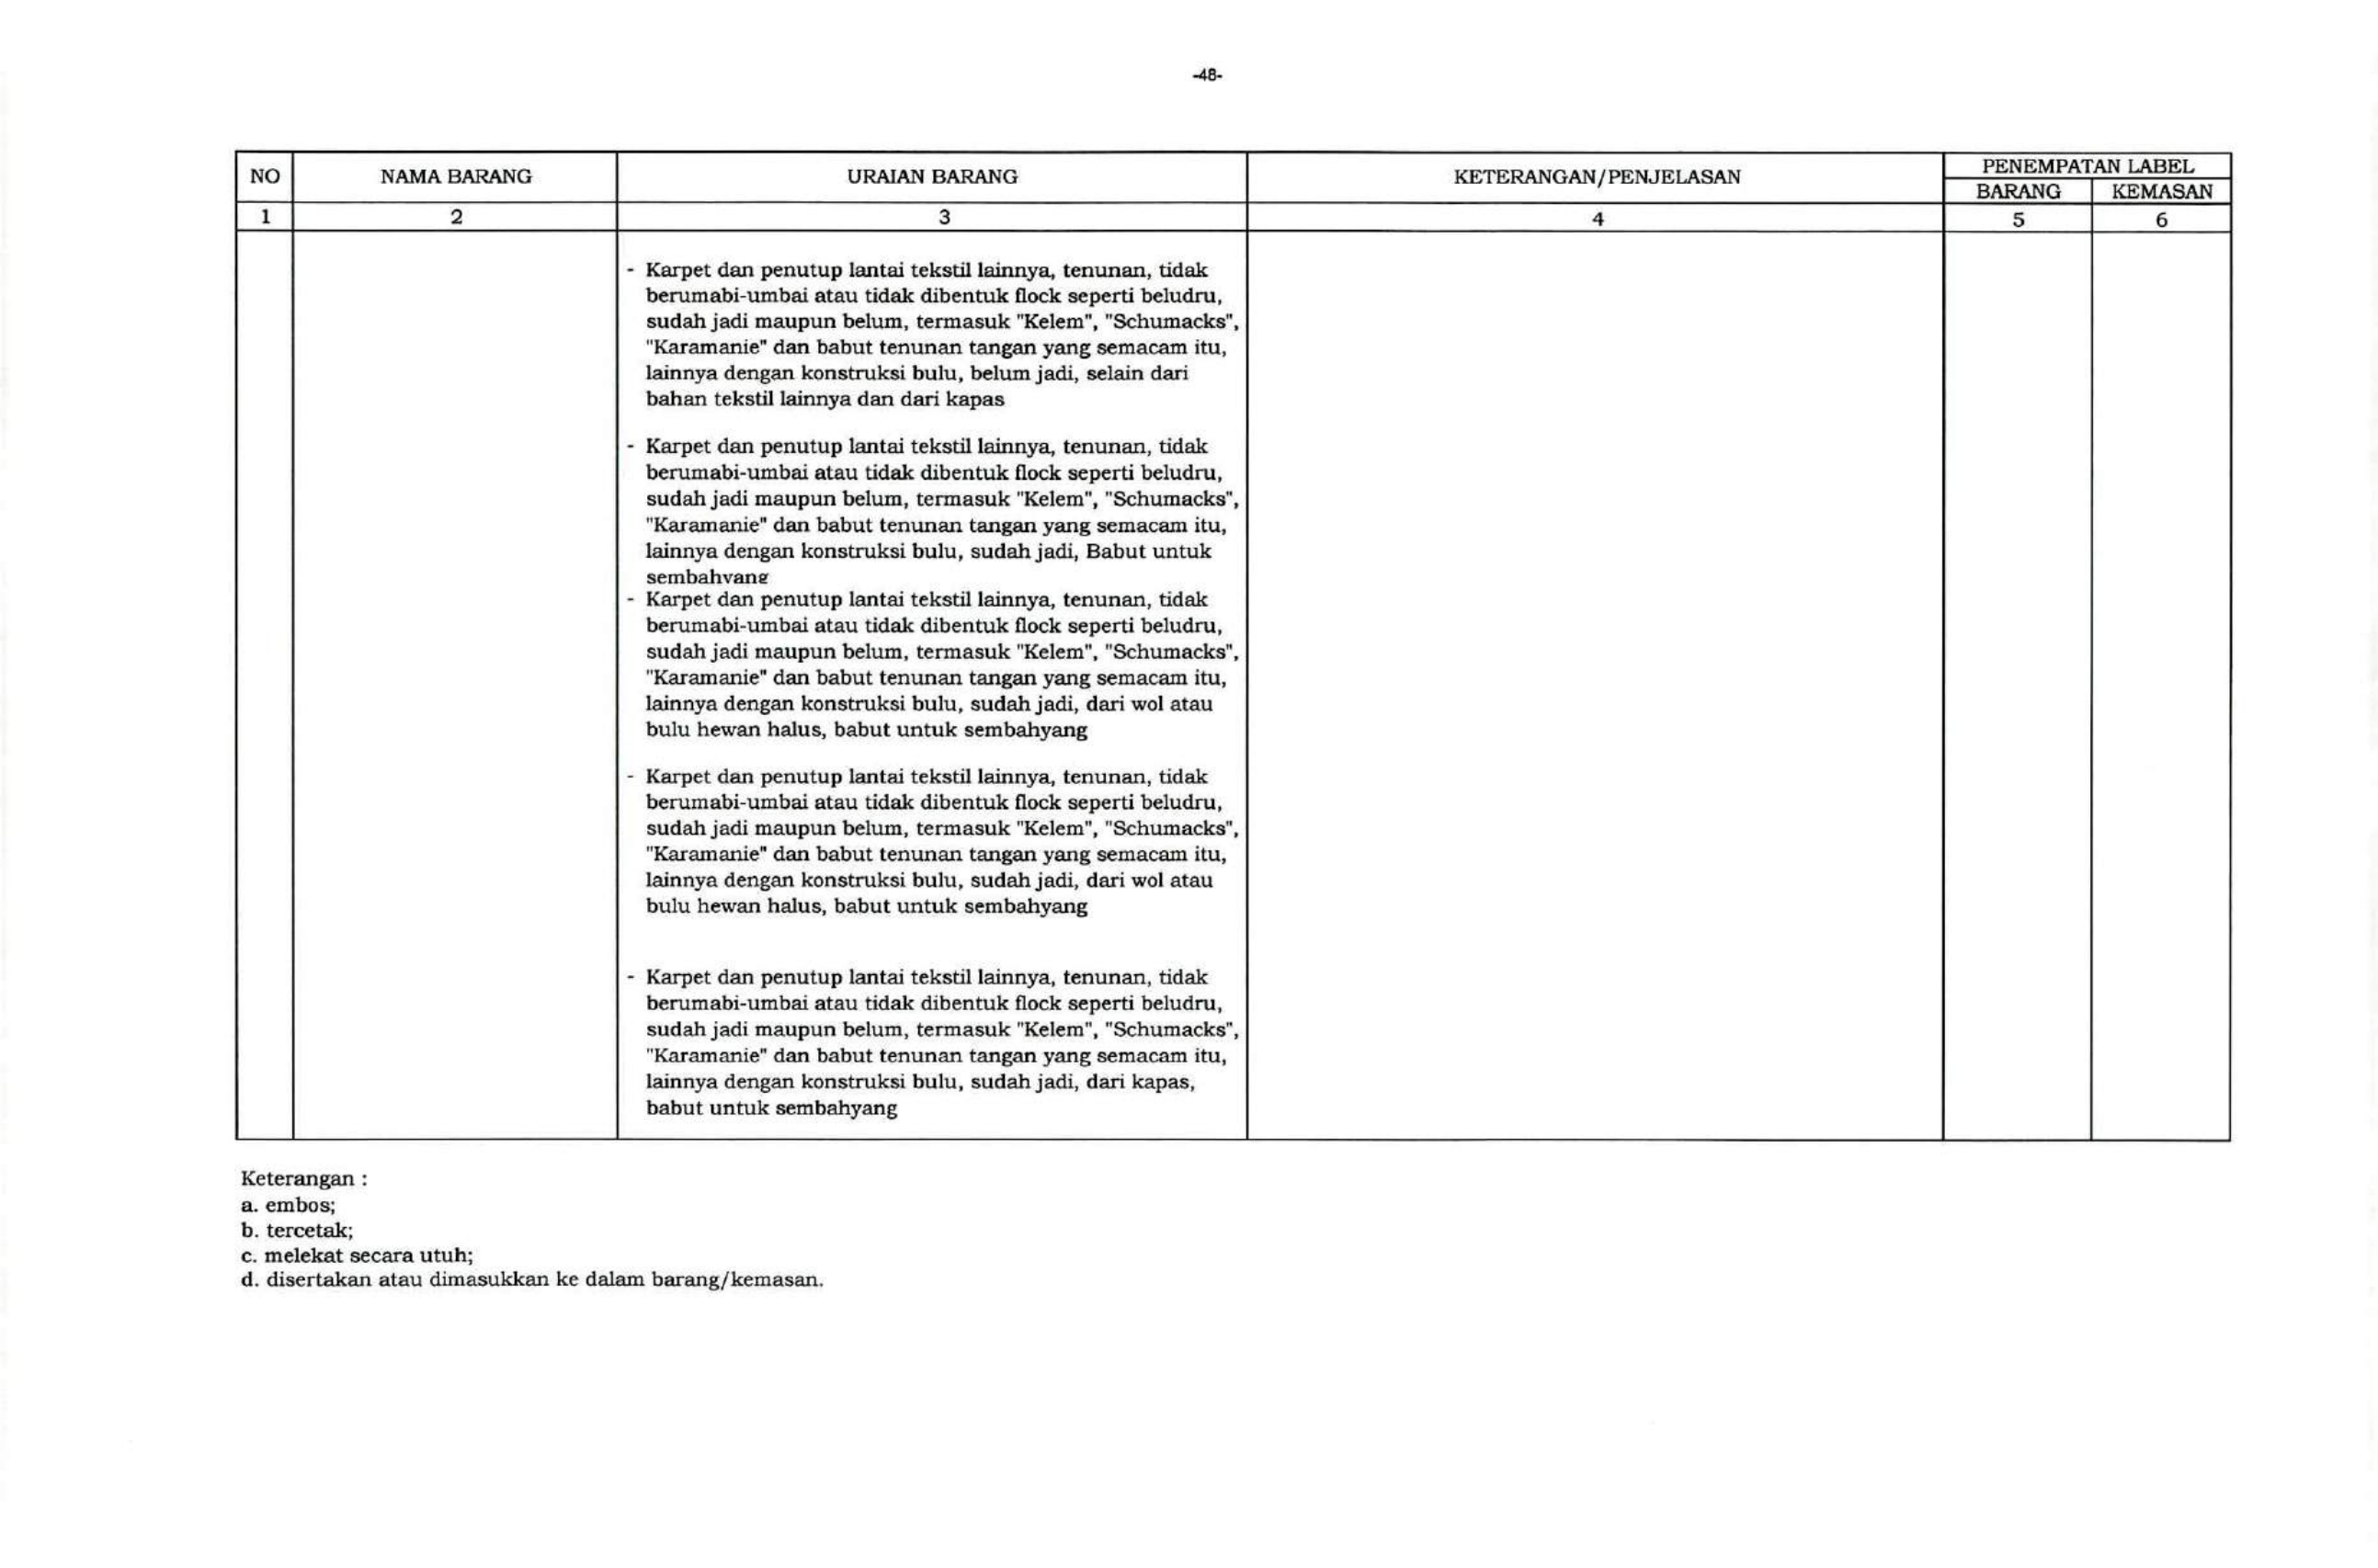 -48-
NO NAMA BARANG URAIAN BARANG KETERANGAN/PENJELASAN PENEMPATAN LABEL
BARANG KEMASAN
1 2 3 4 5 6
- Karpet dan penutup lantai tekstil lainnya, tenunan, tidak
berumabi-umbai atau tidak dibentuk flock seperti beludru,
sudah jadi maupun belum, termasuk "Kelem", "Schumacks",
"Karamanie" dan babut tenunan tangan yang semacam itu,
lainnya dengan konstruksi bulu, belum jadi, selain dari
bahan tekstil lainnya dan dari kapas
- Karpet dan penutup lantai tekstil lainnya, tenunan, tidak
berumabi-umbai atau tidak dibentuk flock seperti beludru,
sudah jadi maupun belum, termasuk "Kelem", "Schumacks",
"Karamanie" dan babut tenunan tangan yang semacam itu,
lainnya dengan konstruksi bulu, sudah jadi, Babut untuk
sembahyang
- Karpet dan penutup lantai tekstil lainnya, tenunan, tidak
berumabi-umbai atau tidak dibentuk flock seperti beludru,
sudah jadi maupun belum, termasuk "Kelem", "Schumacks",
"Karamanie" dan babut tenunan tangan yang semacam itu,
lainnya dengan konstruksi bulu, sudah jadi, dari wol atau
bulu hewan halus, babut untuk sembahyang
- Karpet dan penutup lantai tekstil lainnya, tenunan, tidak
berumabi-umbai atau tidak dibentuk flock seperti beludru,
sudah jadi maupun belum, termasuk "Kelem", "Schumacks",
"Karamanie" dan babut tenunan tangan yang semacam itu,
lainnya dengan konstruksi bulu, sudah jadi, dari wol atau
bulu hewan halus, babut untuk sembahyang
- Karpet dan penutup lantai tekstil lainnya, tenunan, tidak
berumabi-umbai atau tidak dibentuk flock seperti beludru,
sudah jadi maupun belum, termasuk "Kelem", "Schumacks",
"Karamanie" dan babut tenunan tangan yang semacam itu,
lainnya dengan konstruksi bulu, sudah jadi, dari kapas,
babut untuk sembahyang
Keterangan :
a. embos;
b. tercetak;
c. melekat secara utuh;
d. disertakan atau dimasukkan ke dalam barang/kemasan.